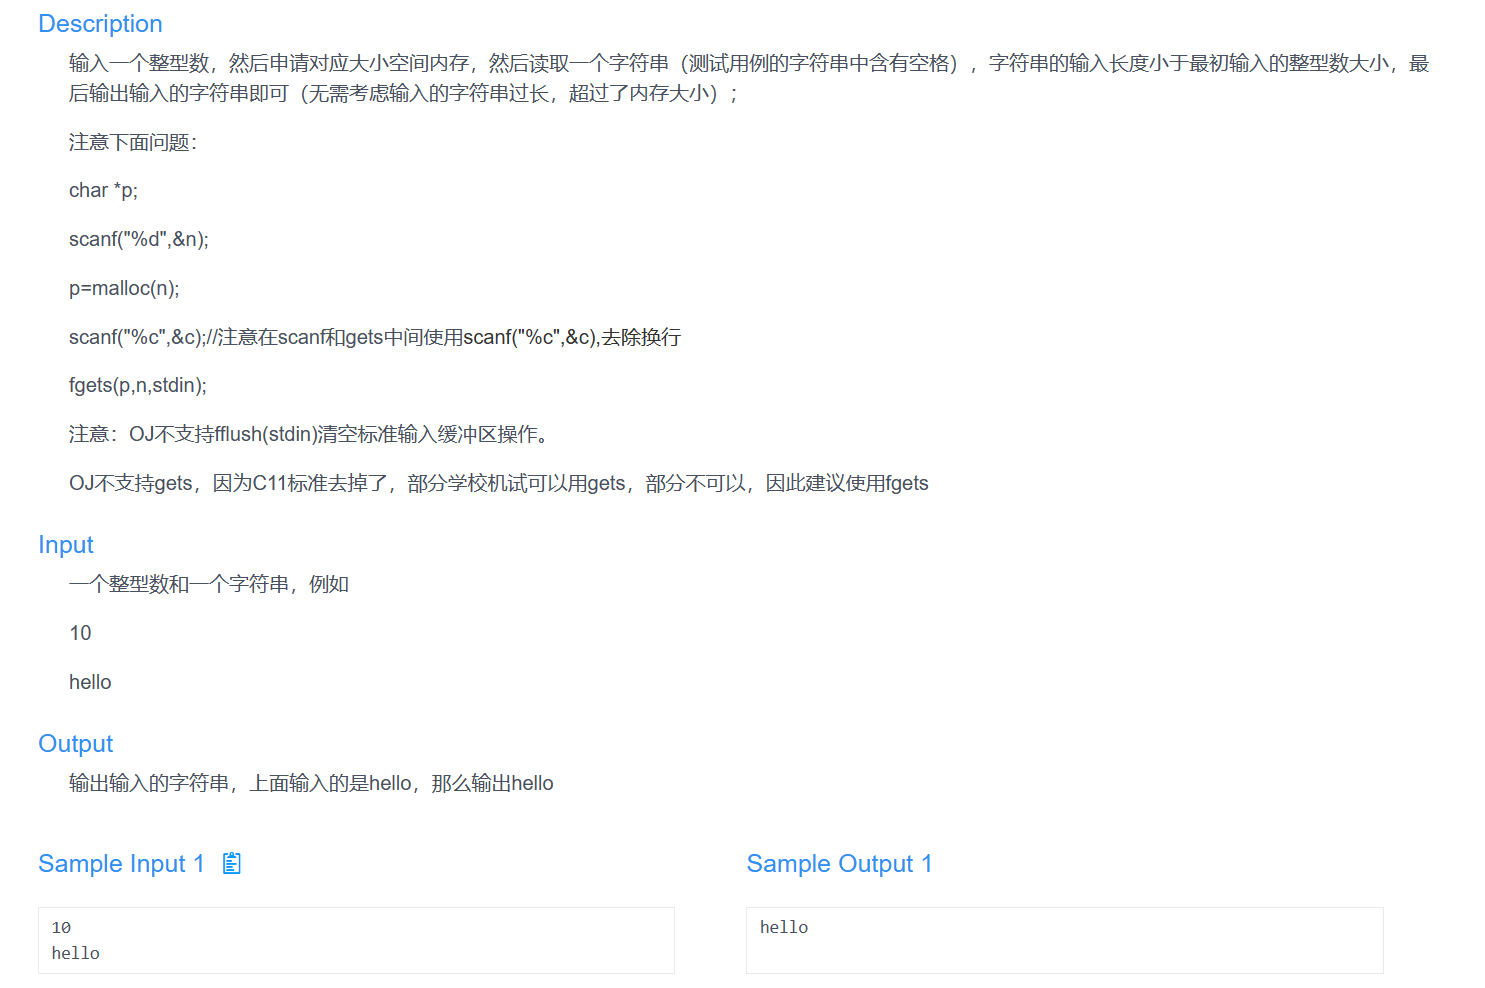 Description
输入一个整型数，然后申请对应大小空间内存，然后读取一个字符串（测试用例的字符串中含有空格），字符串的输入长度小于最初输入的整型数大小，最
后输出输入的字符串即可（无需考虑输入的字符串过长，超过了内存大小）；
注意下面问题：
char *p;
scanf("%d",&n);
p=malloc(n);
scanf("%c",&c);//注意在scanf和gets中间使用scanf("%c",&c),去除换行
fgets(p,n,stdin);
注意：OJ不支持fflush(stdin)清空标准输入缓冲区操作。
OJ不支持gets，因为C11标准去掉了，部分学校机试可以用gets，部分不可以，因此建议使用fgets
Input
一个整型数和一个字符串，例如
10
hello
Output
输出输入的字符串，上面输入的是hello，那么输出hello
Sample Input 1
10
hello
Sample Output 1
hello